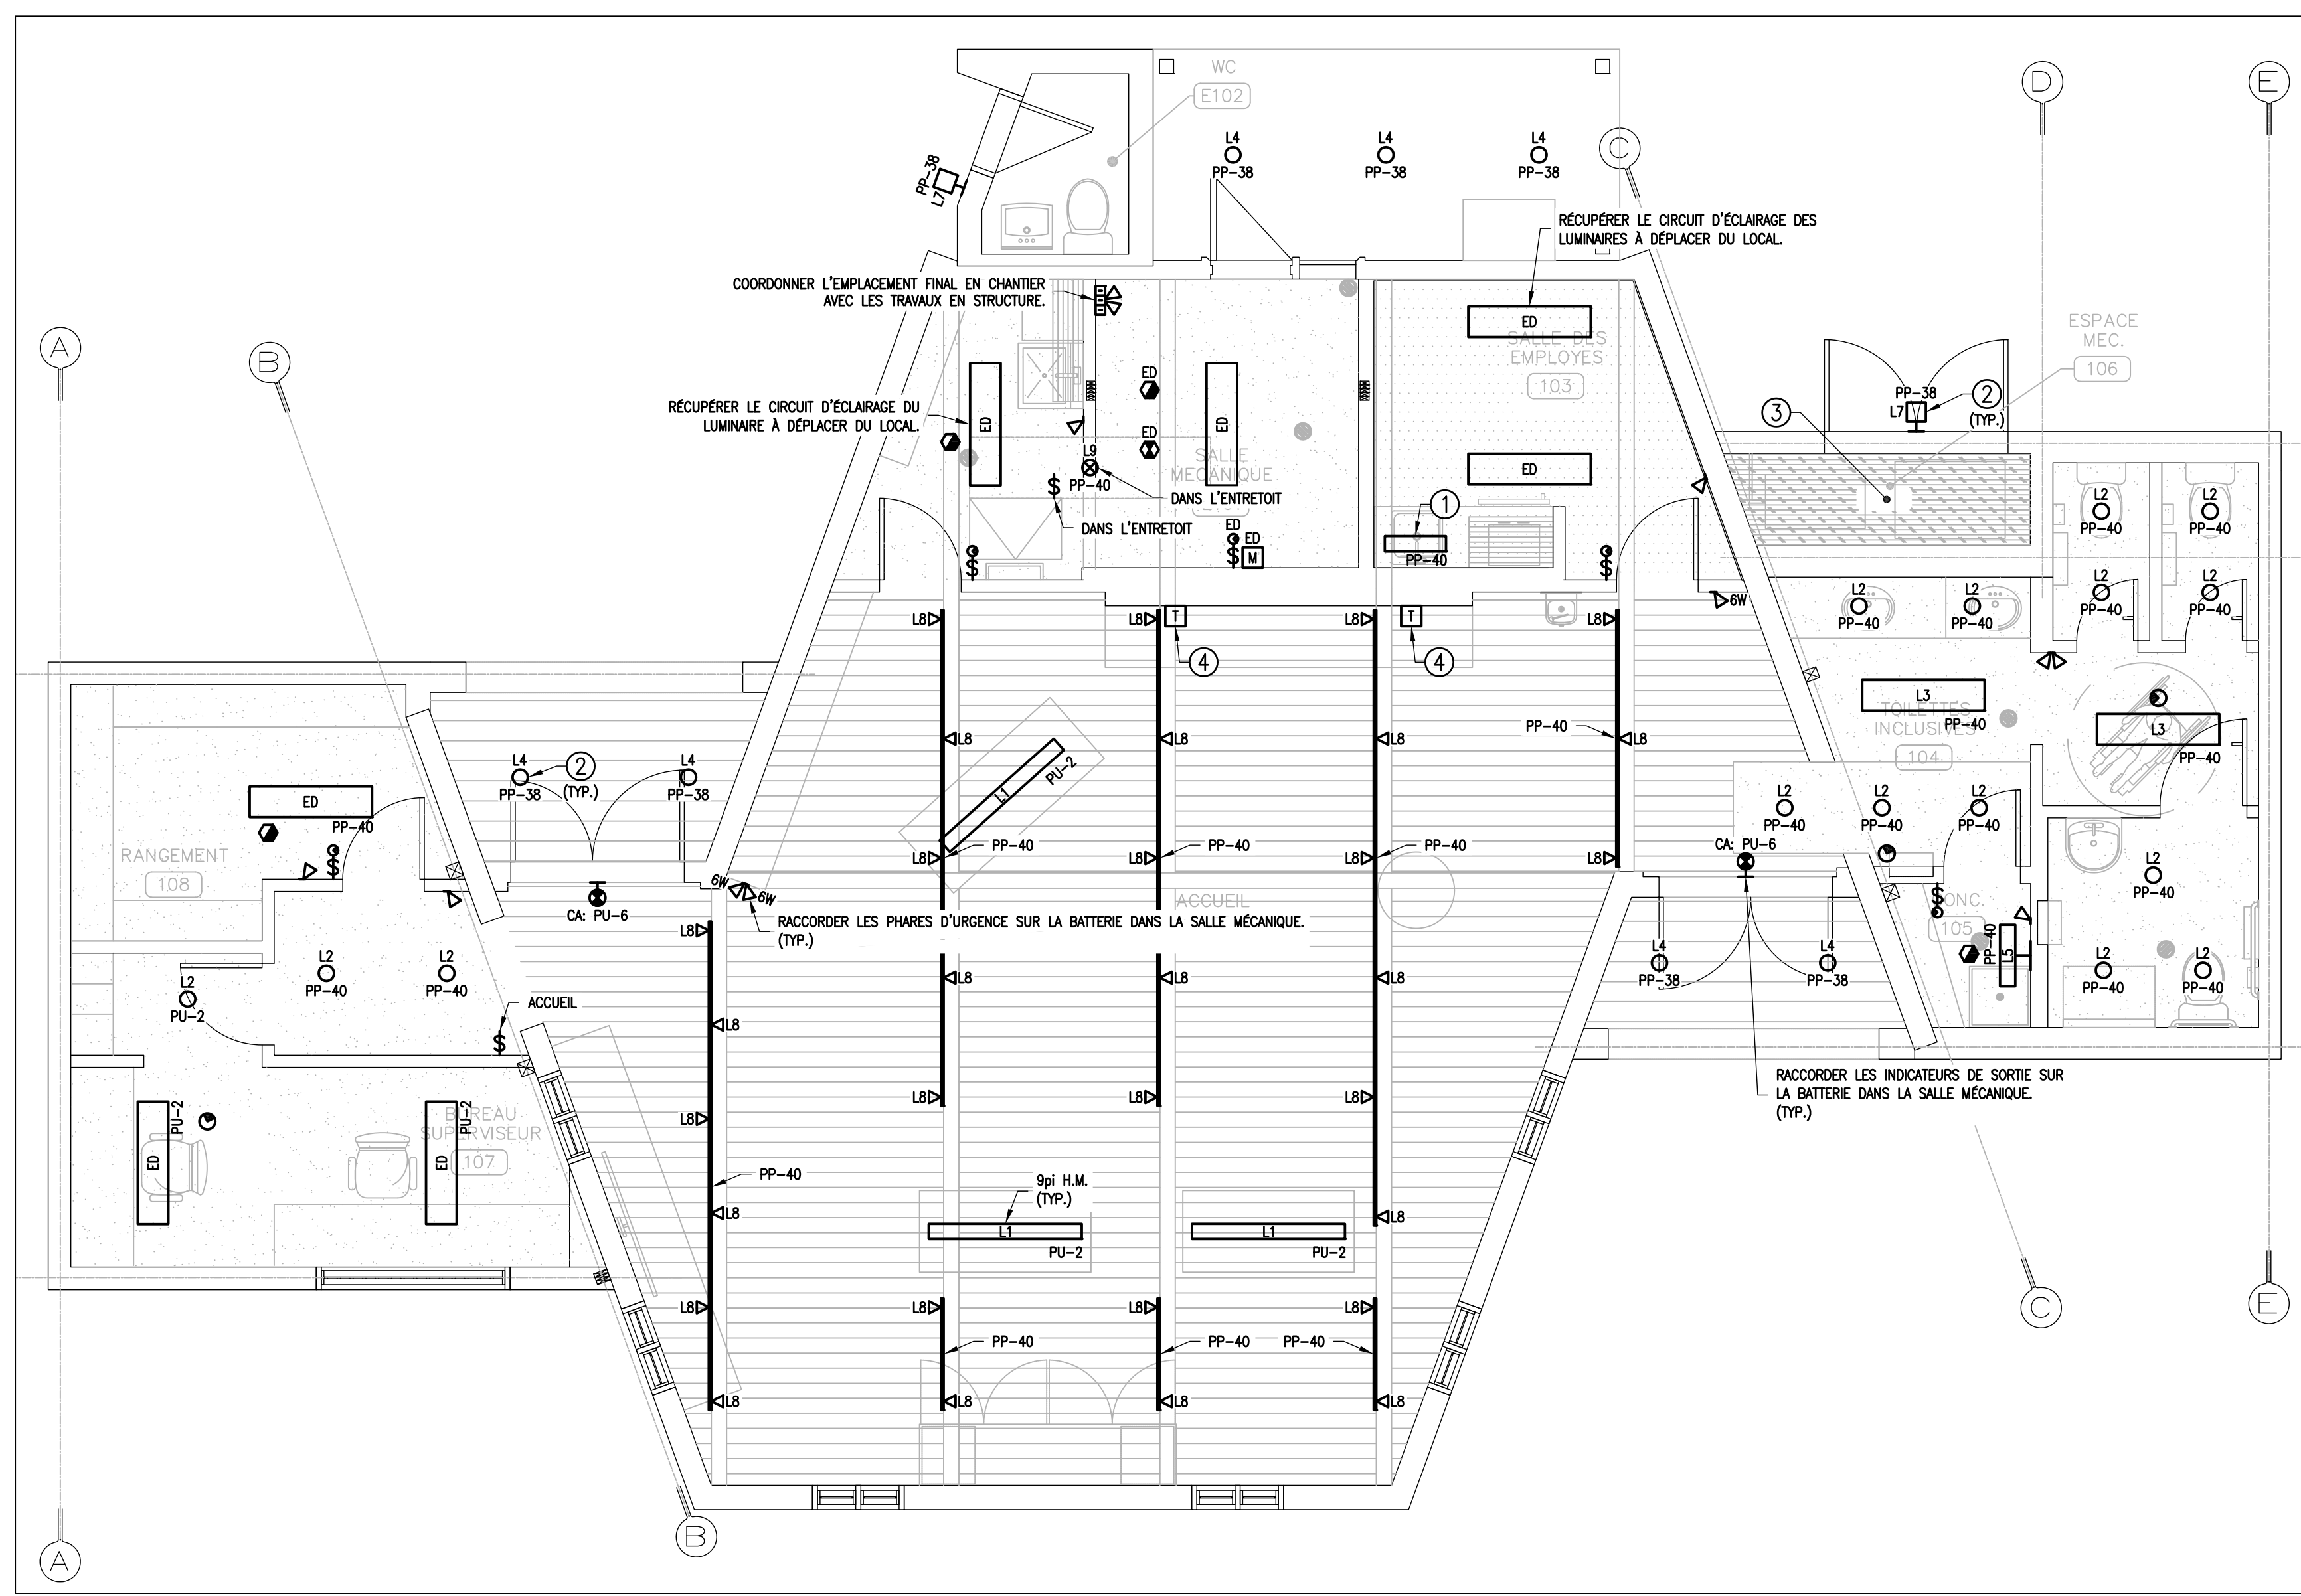 WC
E102
D
E
C
L4
L4
L4
PP-38
PP-38
PP-38
PP-38
L7
RÉCUPÉRER LE CIRCUIT D'ÉCLAIRAGE DES
LUMINAIRES À DÉPLACER DU LOCAL.
COORDONNER L'EMPLACEMENT FINAL EN CHANTIER
AVEC LES TRAVAUX EN STRUCTURE.
A
B
ED
SALLE DES
EMPLOYES
103
ESPACE
MEC.
106
ED
ED
ED
RÉCUPÉRER LE CIRCUIT D'ÉCLAIRAGE DU
LUMINAIRE À DÉPLACER DU LOCAL.
PP-38
L7
2
(TYP.)
3
ED
L9
PP-40
SALLE
MECANIQUE
ED
DANS L'ENTRETOIT
DANS L'ENTRETOIT
$
1
PP-40
ED
ED
M
$
$
$
L2
PP-40
L2
PP-40
L2
PP-40
L2
PP-40
L2
PP-40
L2
PP-40
6W
L8
L8
L8
L8
T
T
4
4
L3
PP-40
TOILETTES
INCLUSIVES
104
L3
PP-40
L8
L8
L8
PP-40
L8
L4
PP-38
2
(TYP.)
L4
PP-38
L1
PU-2
ED
PP-40
RANGEMENT
108
$
L2
PP-40
L2
PP-40
L2
PP-40
L8
PP-40
L8
PP-40
L8
PP-40
L8
CA: PU-6
CA: PU-6
6W
6W
ACCUEIL
RACCORDER LES PHARES D'URGENCE SUR LA BATTERIE DANS LA SALLE MÉCANIQUE.
(TYP.)
L2
PP-40
$
ONC.
105
PP-40
L5
L8
L2
PU-2
L2
PP-40
L2
PP-40
L8
L8
L8
L4
PP-38
L4
PP-38
L2
PP-40
L2
PP-40
ACCUEIL
$
L8
RACCORDER LES INDICATEURS DE SORTIE SUR
LA BATTERIE DANS LA SALLE MÉCANIQUE.
(TYP.)
ED
PU-2
ED
PU-2
BUREAU
SUPERVISEUR
107
L8
L8
L8
L8
PP-40
9pi H.M.
(TYP.)
L8
L8
L1
PU-2
L1
PU-2
L8
L8
L8
L8
PP-40
PP-40
PP-40
L8
L8
L8
L8
C
E
B
A